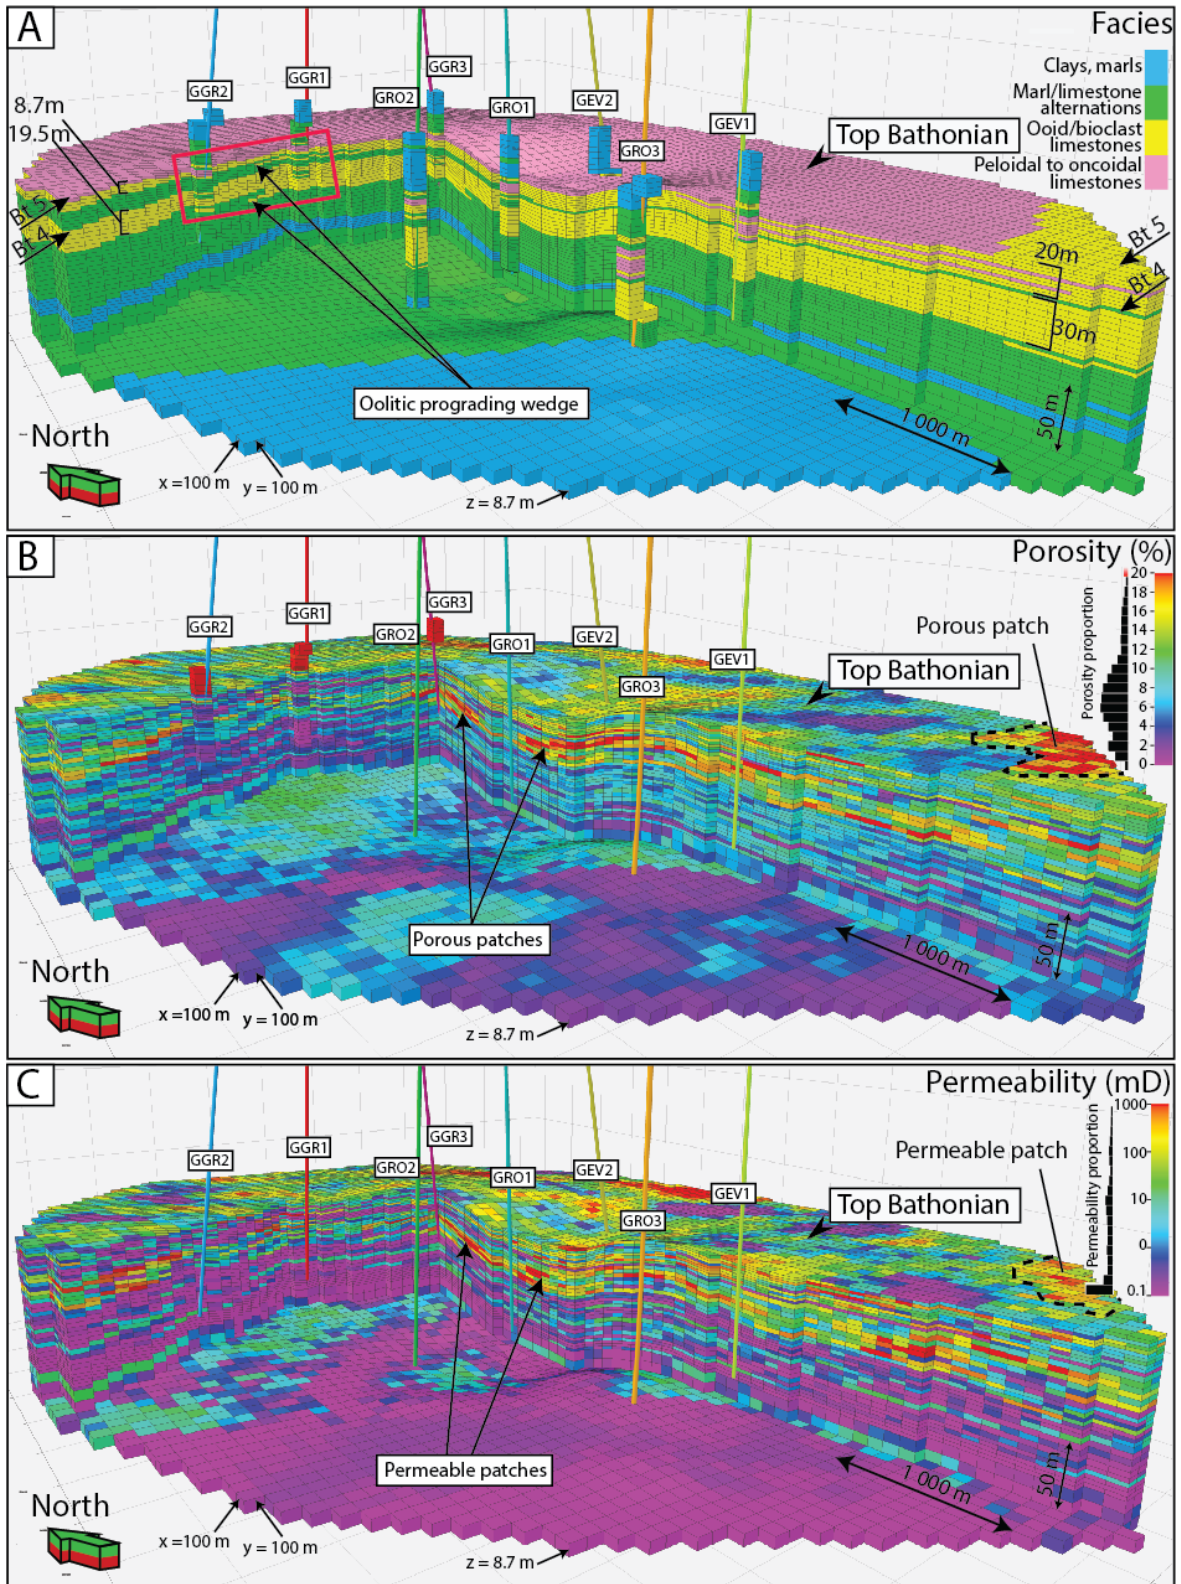 A
Facies
Clays, marls
Marl/limestone
alternations
Ooid/bioclast
limestones
Peloidal to oncoidal
limestones
GGR3
GGR1
GGR2
GRO2
GRO1
GEV2
GEV1
GRO3
8.7m
19.5m
Top Bathonian
Bt 5
Bt 4
Bt 5
Bt 4
20m
30m
50 m
1 000 m
Oolitic prograding wedge
North
x =100 m
y = 100 m
z = 8.7 m
B
Porosity (%)
Porosity proportion
20
18
16
14
12
10
8
6
4
2
0
Porous patch
GGR3
GGR1
GGR2
GRO2
GRO1
GEV2
GEV1
GRO3
Top Bathonian
Porous patches
50 m
1 000 m
North
x =100 m
y = 100 m
z = 8.7 m
C
Permeability (mD)
Permeability proportion
1000
100
10
0
0.1
Permeable patch
GGR3
GGR1
GGR2
GRO2
GRO1
GEV2
GEV1
GRO3
Top Bathonian
Permeable patches
50 m
1 000 m
North
x =100 m
y = 100 m
z = 8.7 m